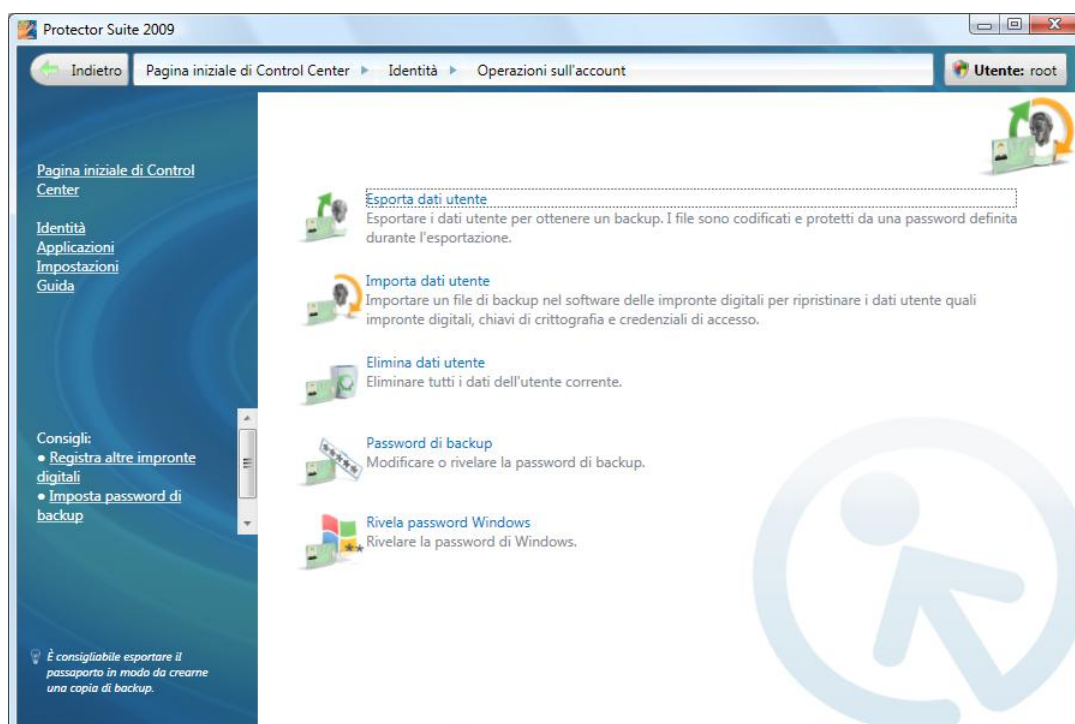 Protector Suite 2009
Indietro
Pagina iniziale di Control Center
Identità
Operazioni sull'account
Utente: root
Pagina iniziale di Control
Center
Identità
Applicazioni
Impostazioni
Guida
Consigli:
• Registra altre impronte
digitali
• Imposta password di
backup
È consigliabile esportare il
passaporto in modo da crearne
una copia di backup.
Esporta dati utente
Esportare i dati utente per ottenere un backup. I file sono codificati e protetti da una password definita
durante l'esportazione.
Importa dati utente
Importare un file di backup nel software delle impronte digitali per ripristinare i dati utente quali
impronte digitali, chiavi di crittografia e credenziali di accesso.
Elimina dati utente
Eliminare tutti i dati dell'utente corrente.
Password di backup
Modificare o rivelare la password di backup.
Rivela password Windows
Rivelare la password di Windows.